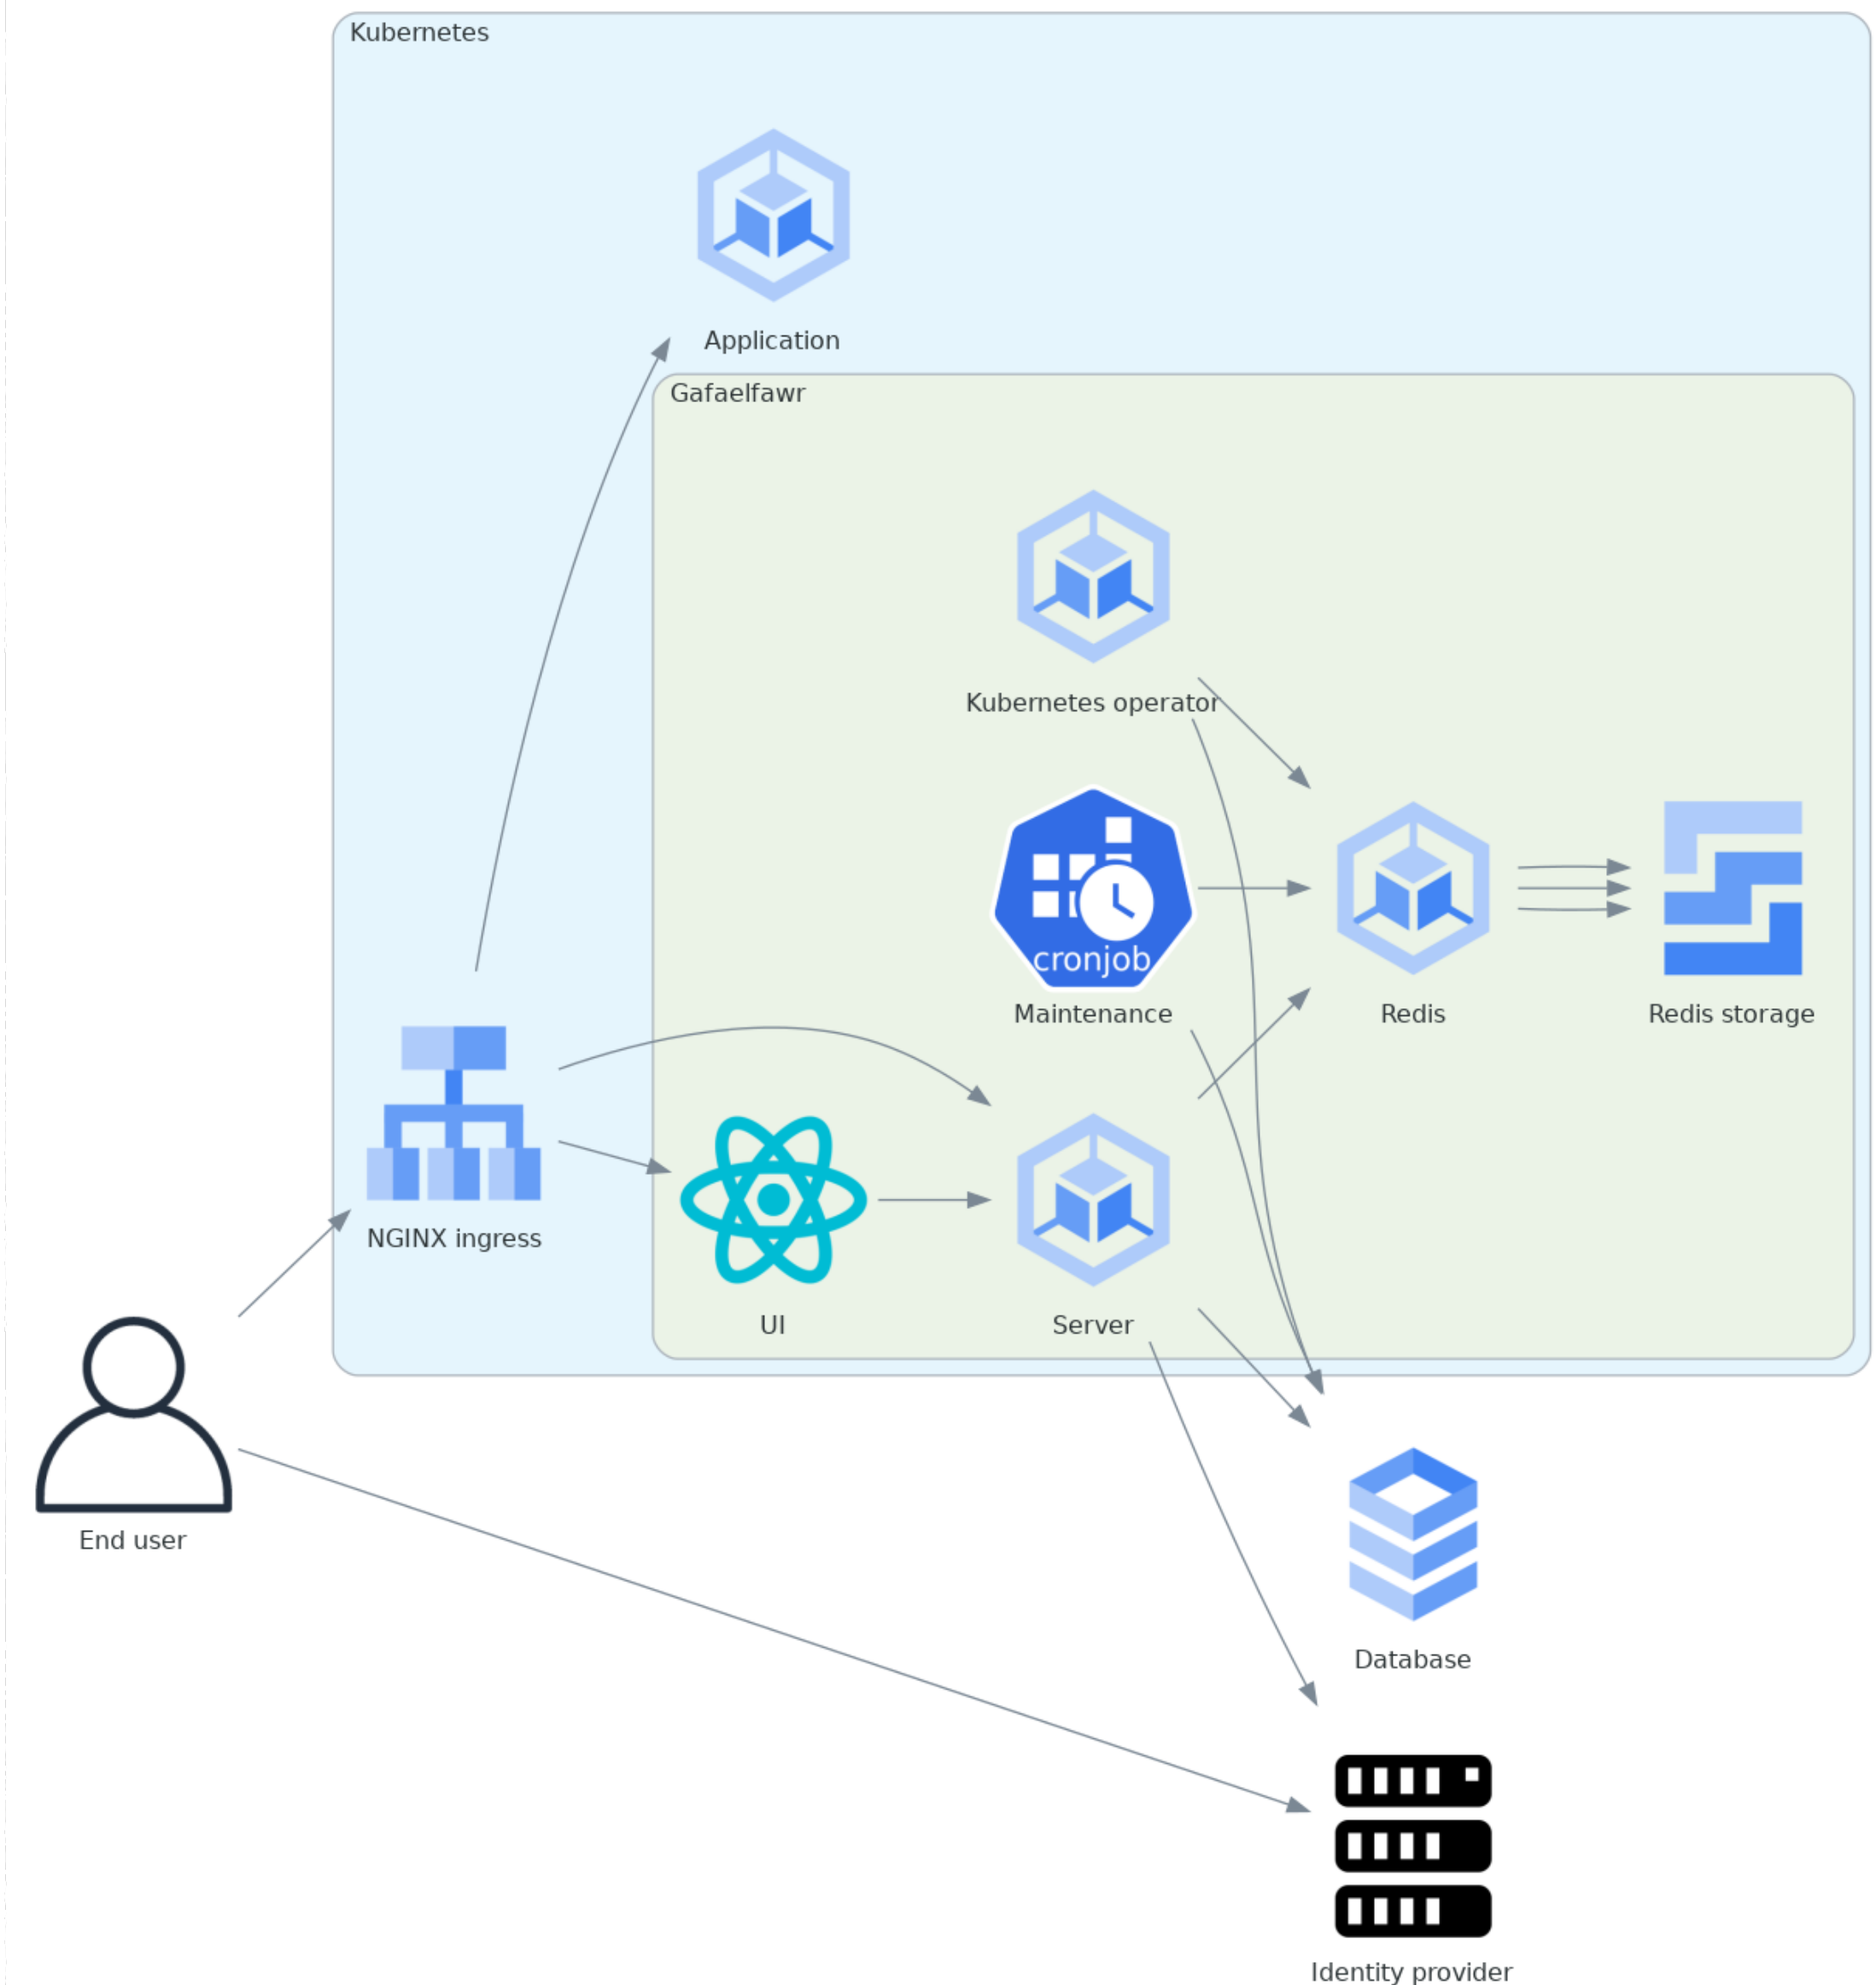 Kubernetes
Application
Gafaelfawr
Kubernetes operator
cronjob
Maintenance
Redis
Redis storage
NGINX ingress
UI
Server
End user
Database
Identity provider